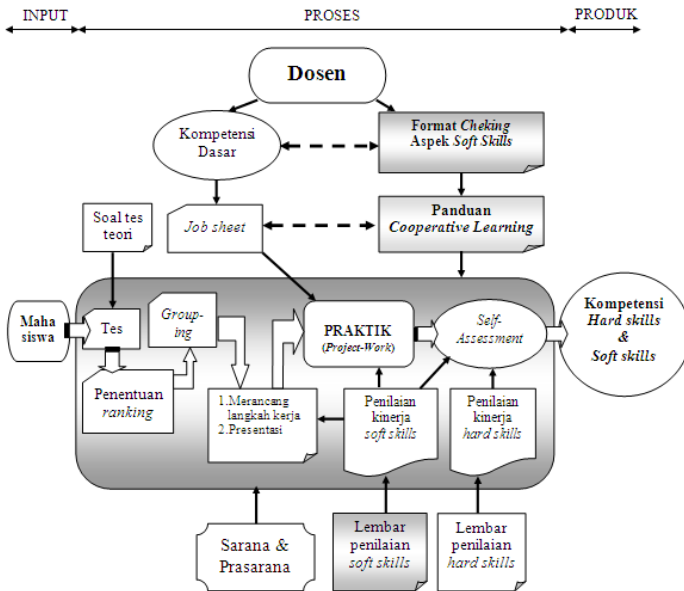 INPUT
PROSES
PRODUK
Dosen
Kompetensi
Dasar
Format Cheking
Aspek Soft Skills
Soal tes
teori
Job sheet
Panduan
Cooperative Learning
Maha
siswa
Tes
Group-
ing
PRAKTIK
(Project-Work)
Self-
Assessment
Kompetensi
Hard skills
&
Soft skills
Penentuan
ranking
1.Merancang
langkah kerja
2.Presentasi
Penilaian
kinerja
soft skills
Penilaian
kinerja
hard skills
Sarana &
Prasarana
Lembar
penilaian
soft skills
Lembar
penilaian
hard skills